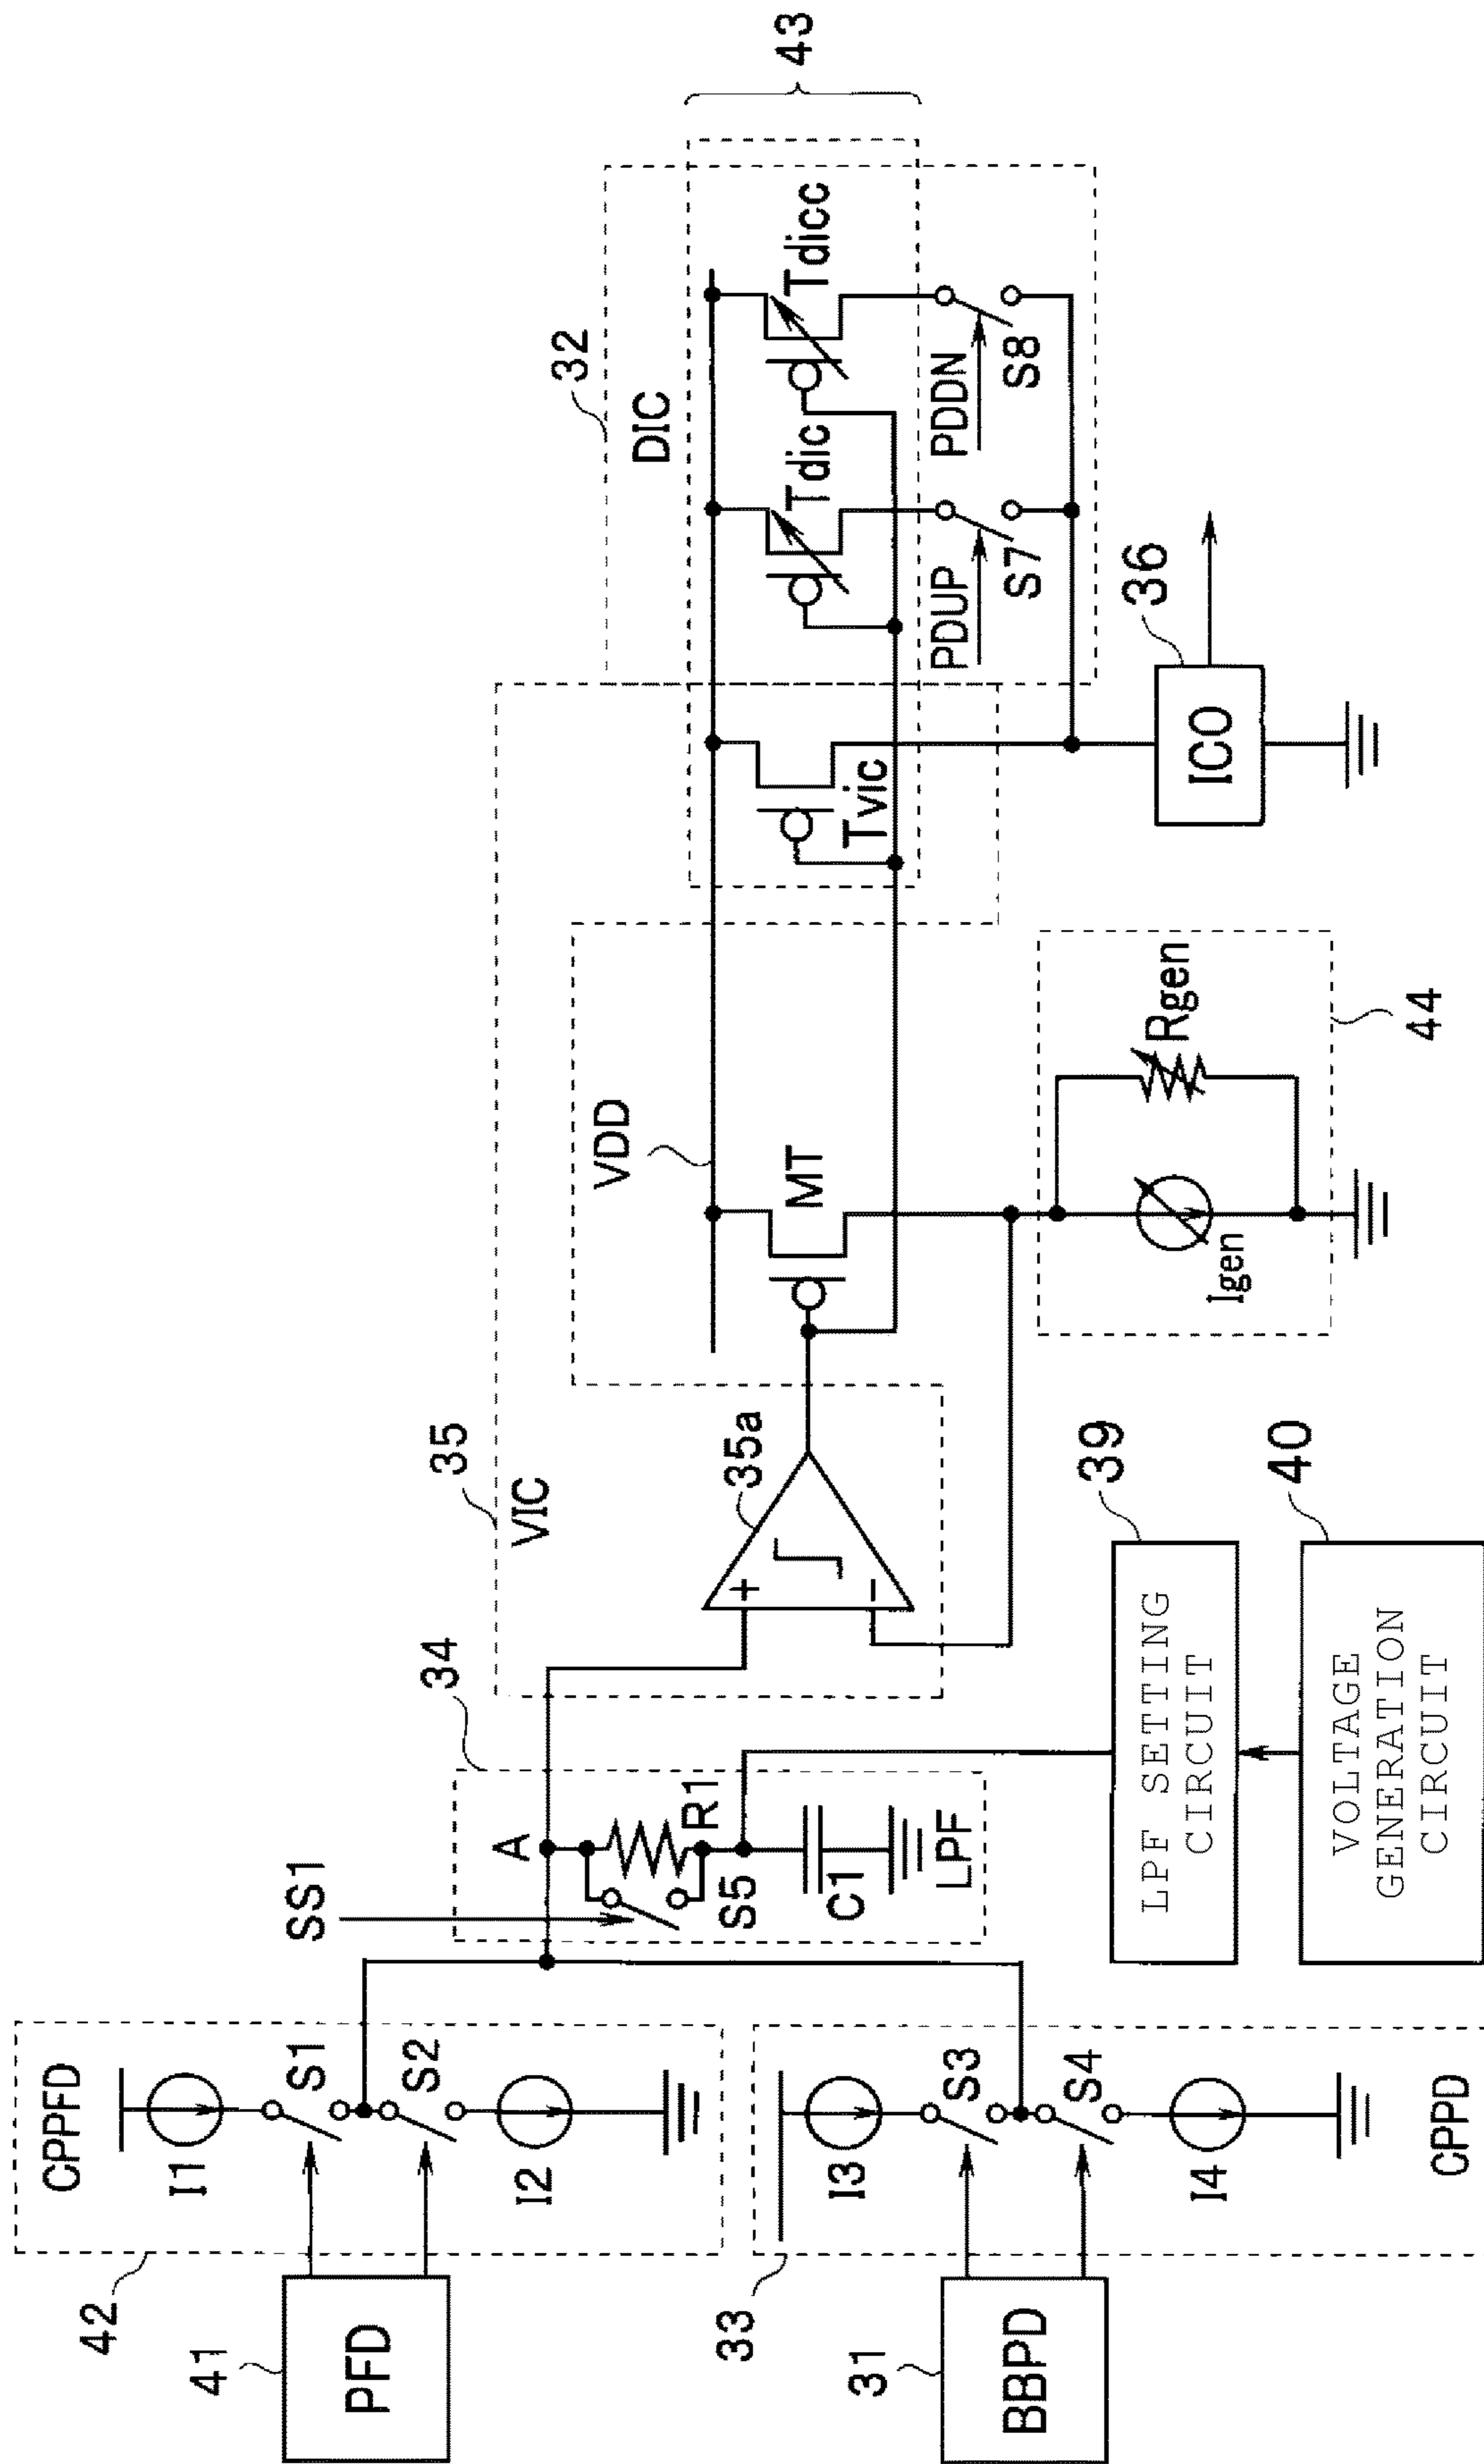 42
CPPFD
I1
S1
S2
I2
41
PFD
33
I3
S3
S4
I4
CPPD
31
BBPD
SS1
A
34
R1
S5
C1
LPF
39
LPF SETTING
CIRCUIT
40
VOLTAGE
GENERATION
CIRCUIT
35
VIC
35a
+
−
VDD
MT
Igen
Rgen
44
Tvic
32
DIC
Tdic
Tdicc
43
PDUP
S7
PDDN
S8
36
ICO